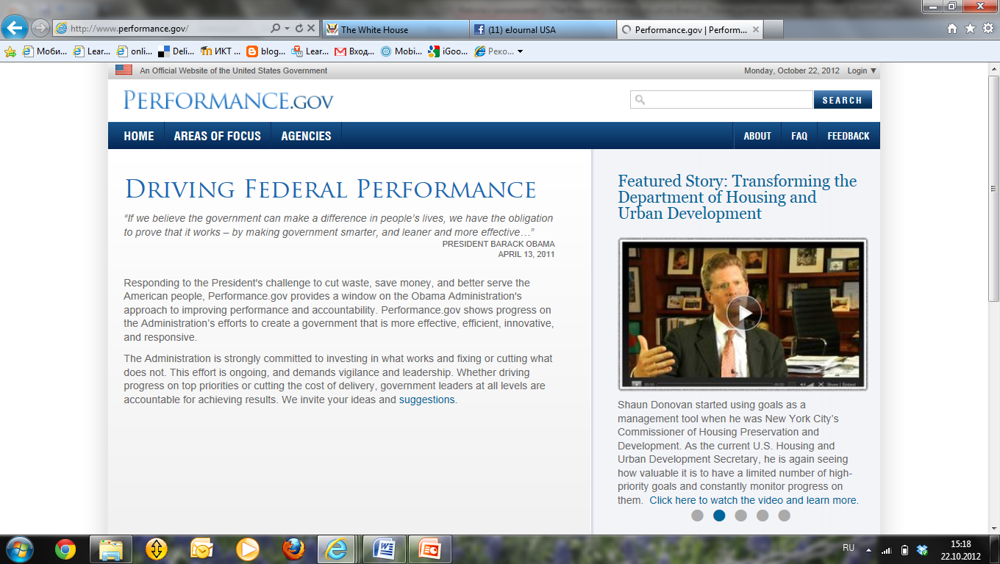 http://www.performance.gov/
The White House
(11) eJournal USA
Performance.gov | Perform...
Моби...
Lear...
onli...
Deli...
ИКТ ...
blog...
Lear...
Вход...
Mobi...
iGoo...
Реко...
An Official Website of the United States Government
Monday, October 22, 2012 Login
PERFORMANCE.GOV
SEARCH
HOME
AREAS OF FOCUS
AGENCIES
ABOUT
FAQ
FEEDBACK
DRIVING FEDERAL PERFORMANCE
“If we believe the government can make a difference in people’s lives, we have the obligation
to prove that it works – by making government smarter, and leaner and more effective…”
PRESIDENT BARACK OBAMA
APRIL 13, 2011
Responding to the President's challenge to cut waste, save money, and better serve the
American people, Performance.gov provides a window on the Obama Administration's
approach to improving performance and accountability. Performance.gov shows progress on
the Administration’s efforts to create a government that is more effective, efficient, innovative,
and responsive.
The Administration is strongly committed to investing in what works and fixing or cutting what
does not. This effort is ongoing, and demands vigilance and leadership. Whether driving
progress on top priorities or cutting the cost of delivery, government leaders at all levels are
accountable for achieving results. We invite your ideas and suggestions.
Featured Story: Transforming the
Department of Housing and
Urban Development
00:00
00:00
Share | Embed
Shaun Donovan started using goals as a
management tool when he was New York City’s
Commissioner of Housing Preservation and
Development. As the current U.S. Housing and
Urban Development Secretary, he is again seeing
how valuable it is to have a limited number of high-
priority goals and constantly monitor progress on
them. Click here to watch the video and learn more.
RU
15:18
22.10.2012